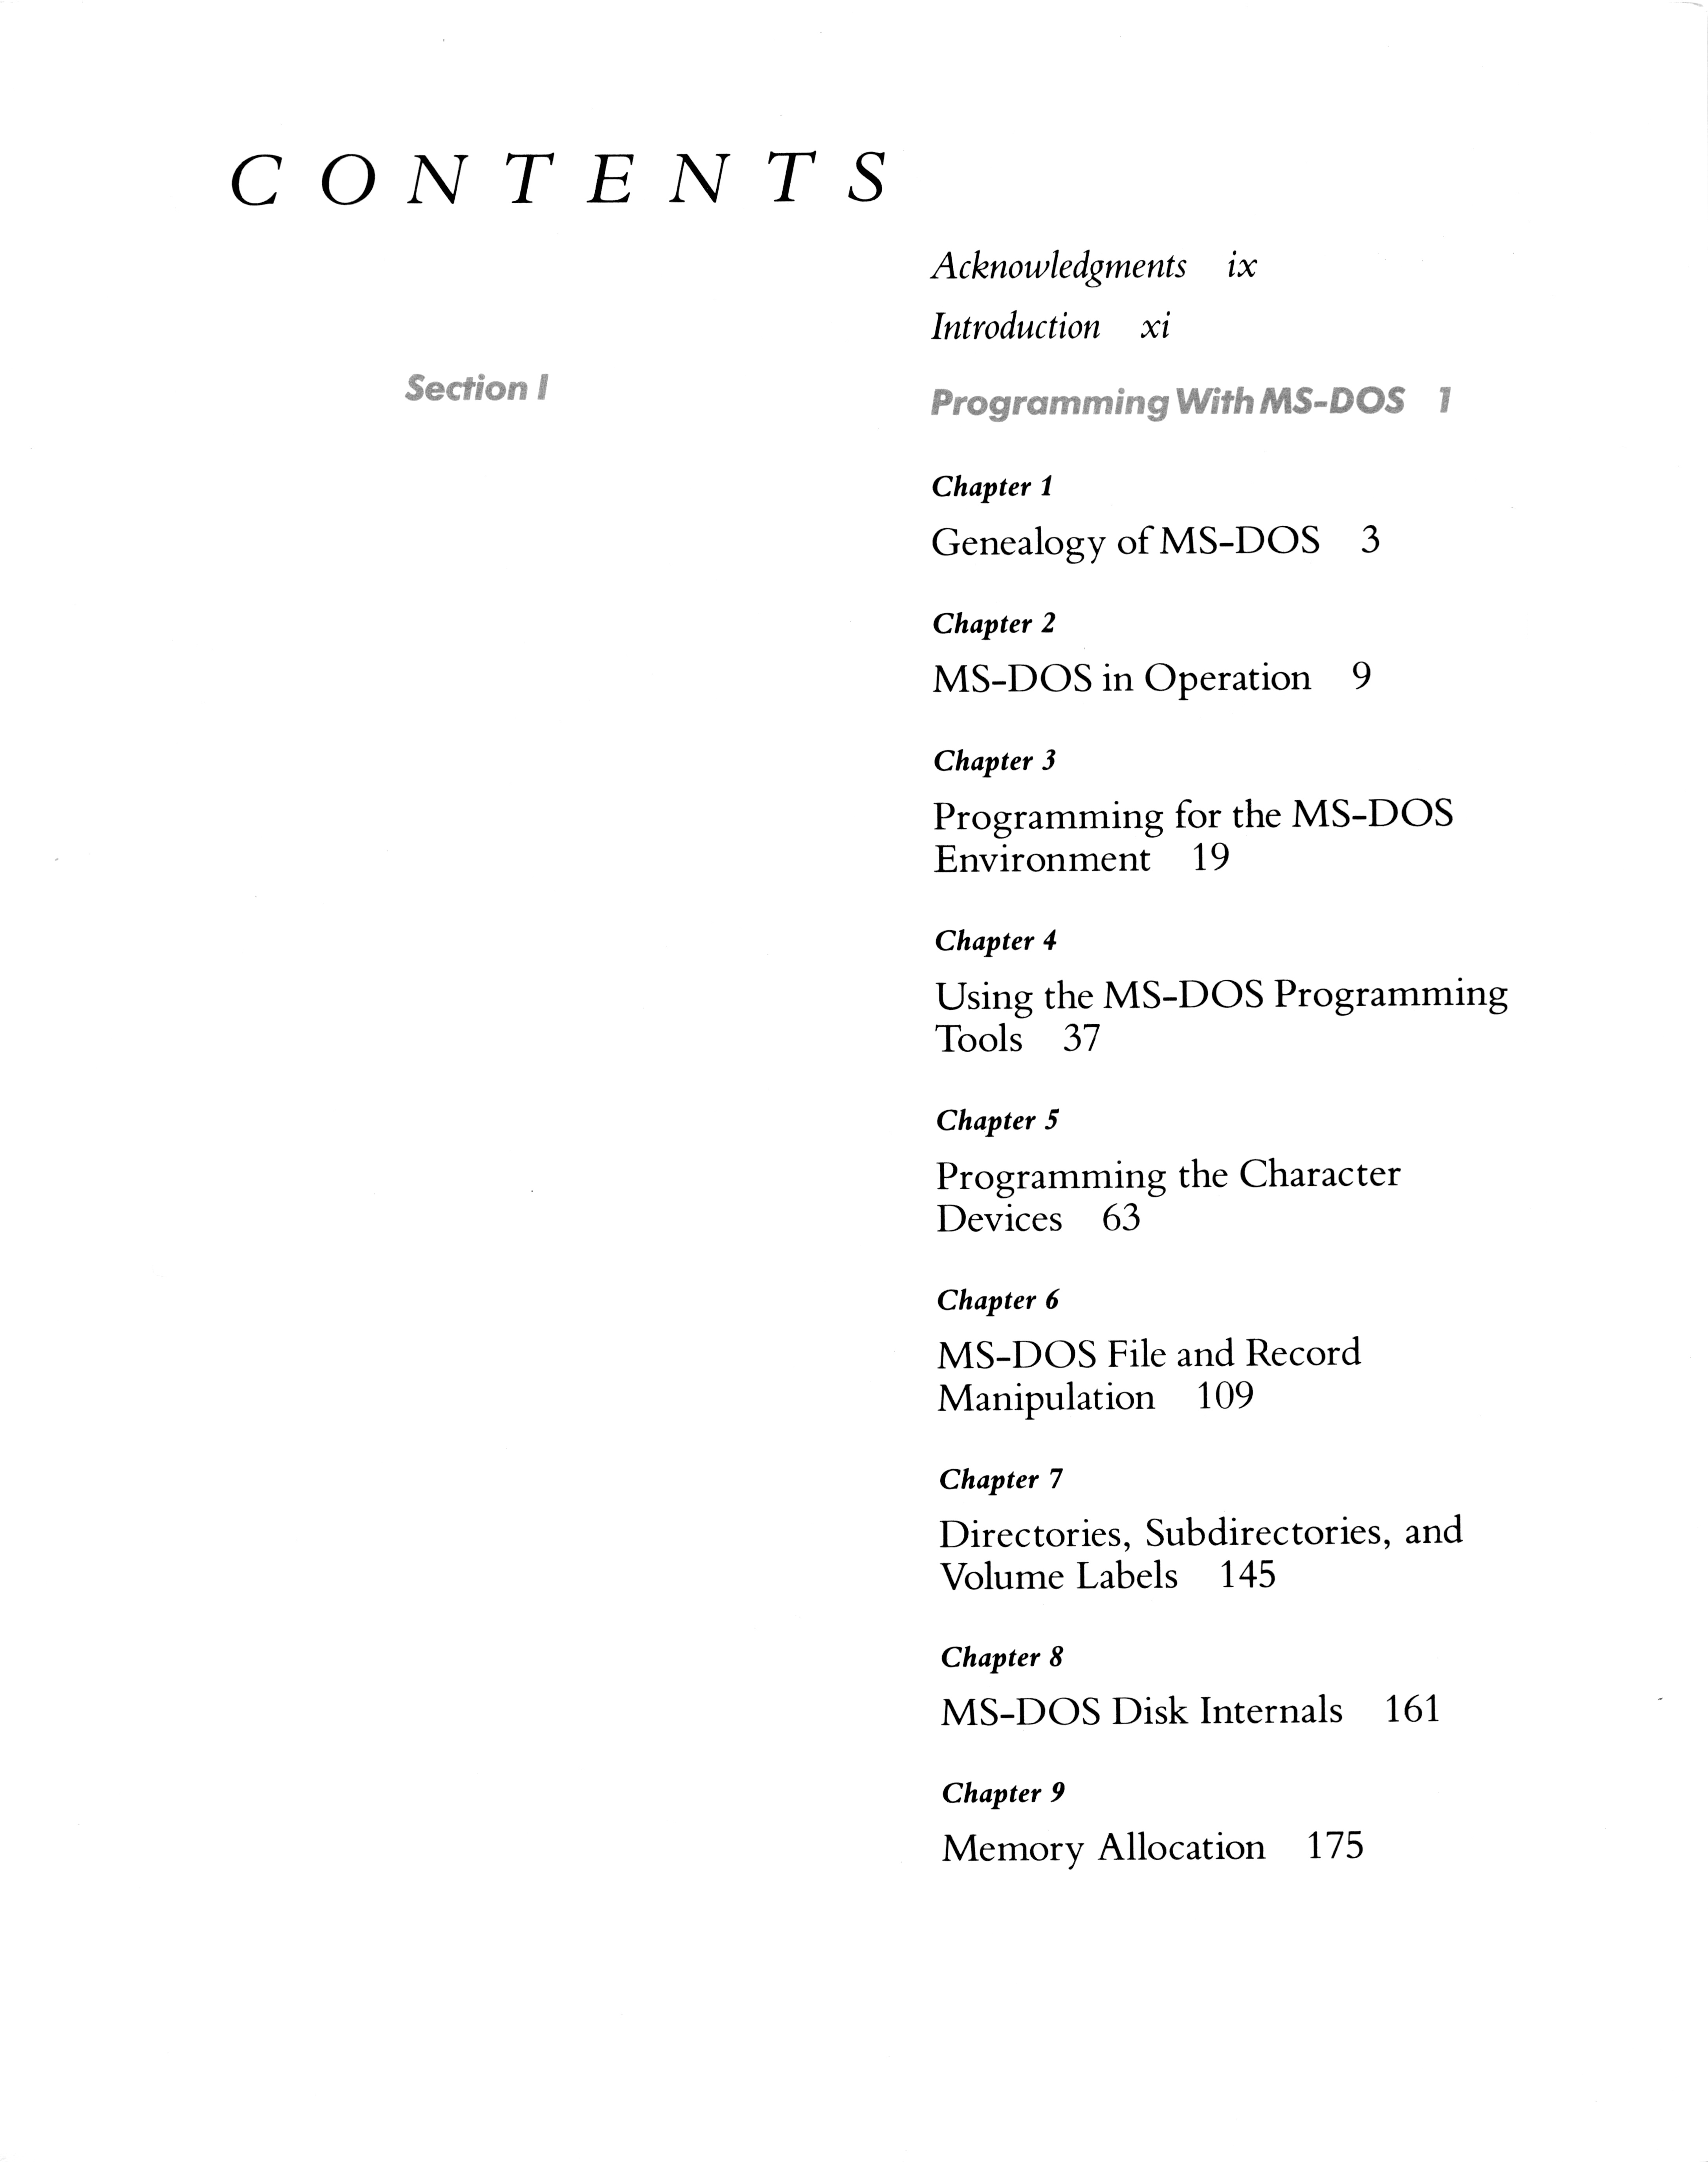 CONTENTS
Acknowledgments ix
Introduction xi
Section I
Programming With MS-DOS 1
Chapter 1
Genealogy of MS-DOS 3
Chapter 2
MS-DOS in Operation 9
Chapter 3
Programming for the MS-DOS
Environment 19
Chapter 4
Using the MS-DOS Programming
Tools 37
Chapter 5
Programming the Character
Devices 63
Chapter 6
MS-DOS File and Record
Manipulation 109
Chapter 7
Directories, Subdirectories, and
Volume Labels 145
Chapter 8
MS-DOS Disk Internals 161
Chapter 9
Memory Allocation 175